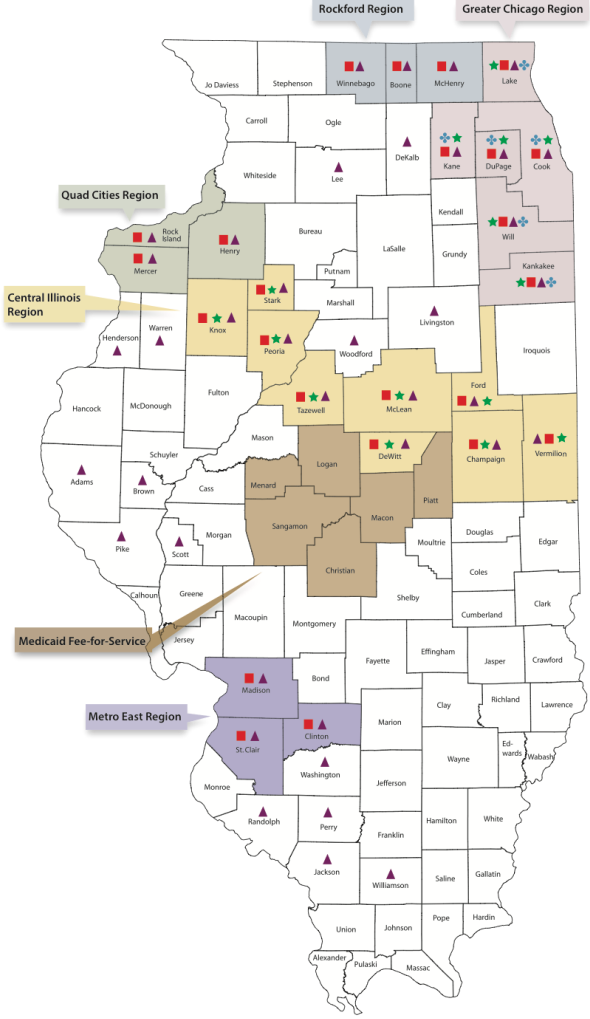 Rockford Region
Greater Chicago Region
Jo Daviess
Stephenson
Winnebago
Boone
McHenry
Lake
Carroll
Ogle
DeKalb
Kane
DuPage
Cook
Whiteside
Lee
Quad Cities Region
Kendall
Rock
Island
Henry
Bureau
LaSalle
Grundy
Will
Mercer
Putnam
Kankakee
Central Illinois
Region
Stark
Marshall
Knox
Livingston
Henderson
Warren
Peoria
Woodford
Iroquois
Ford
Fulton
Hancock
McDonough
Tazewell
McLean
Mason
Schuyler
DeWitt
Champaign
Vermilion
Logan
Adams
Brown
Cass
Menard
Piatt
Macon
Sangamon
Pike
Scott
Morgan
Moultrie
Douglas
Edgar
Christian
Coles
Calhoun
Greene
Shelby
Macoupin
Montgomery
Cumberland
Clark
Medicaid Fee-for-Service
Jersey
Fayette
Effingham
Jasper
Crawford
Bond
Madison
Clay
Richland
Lawrence
Metro East Region
Marion
St. Clair
Clinton
Ed-
wards
Wabash
Wayne
Washington
Monroe
Jefferson
Randolph
Perry
Hamilton
White
Franklin
Jackson
Williamson
Saline
Gallatin
Union
Johnson
Pope
Hardin
Alexander
Pulaski
Massac